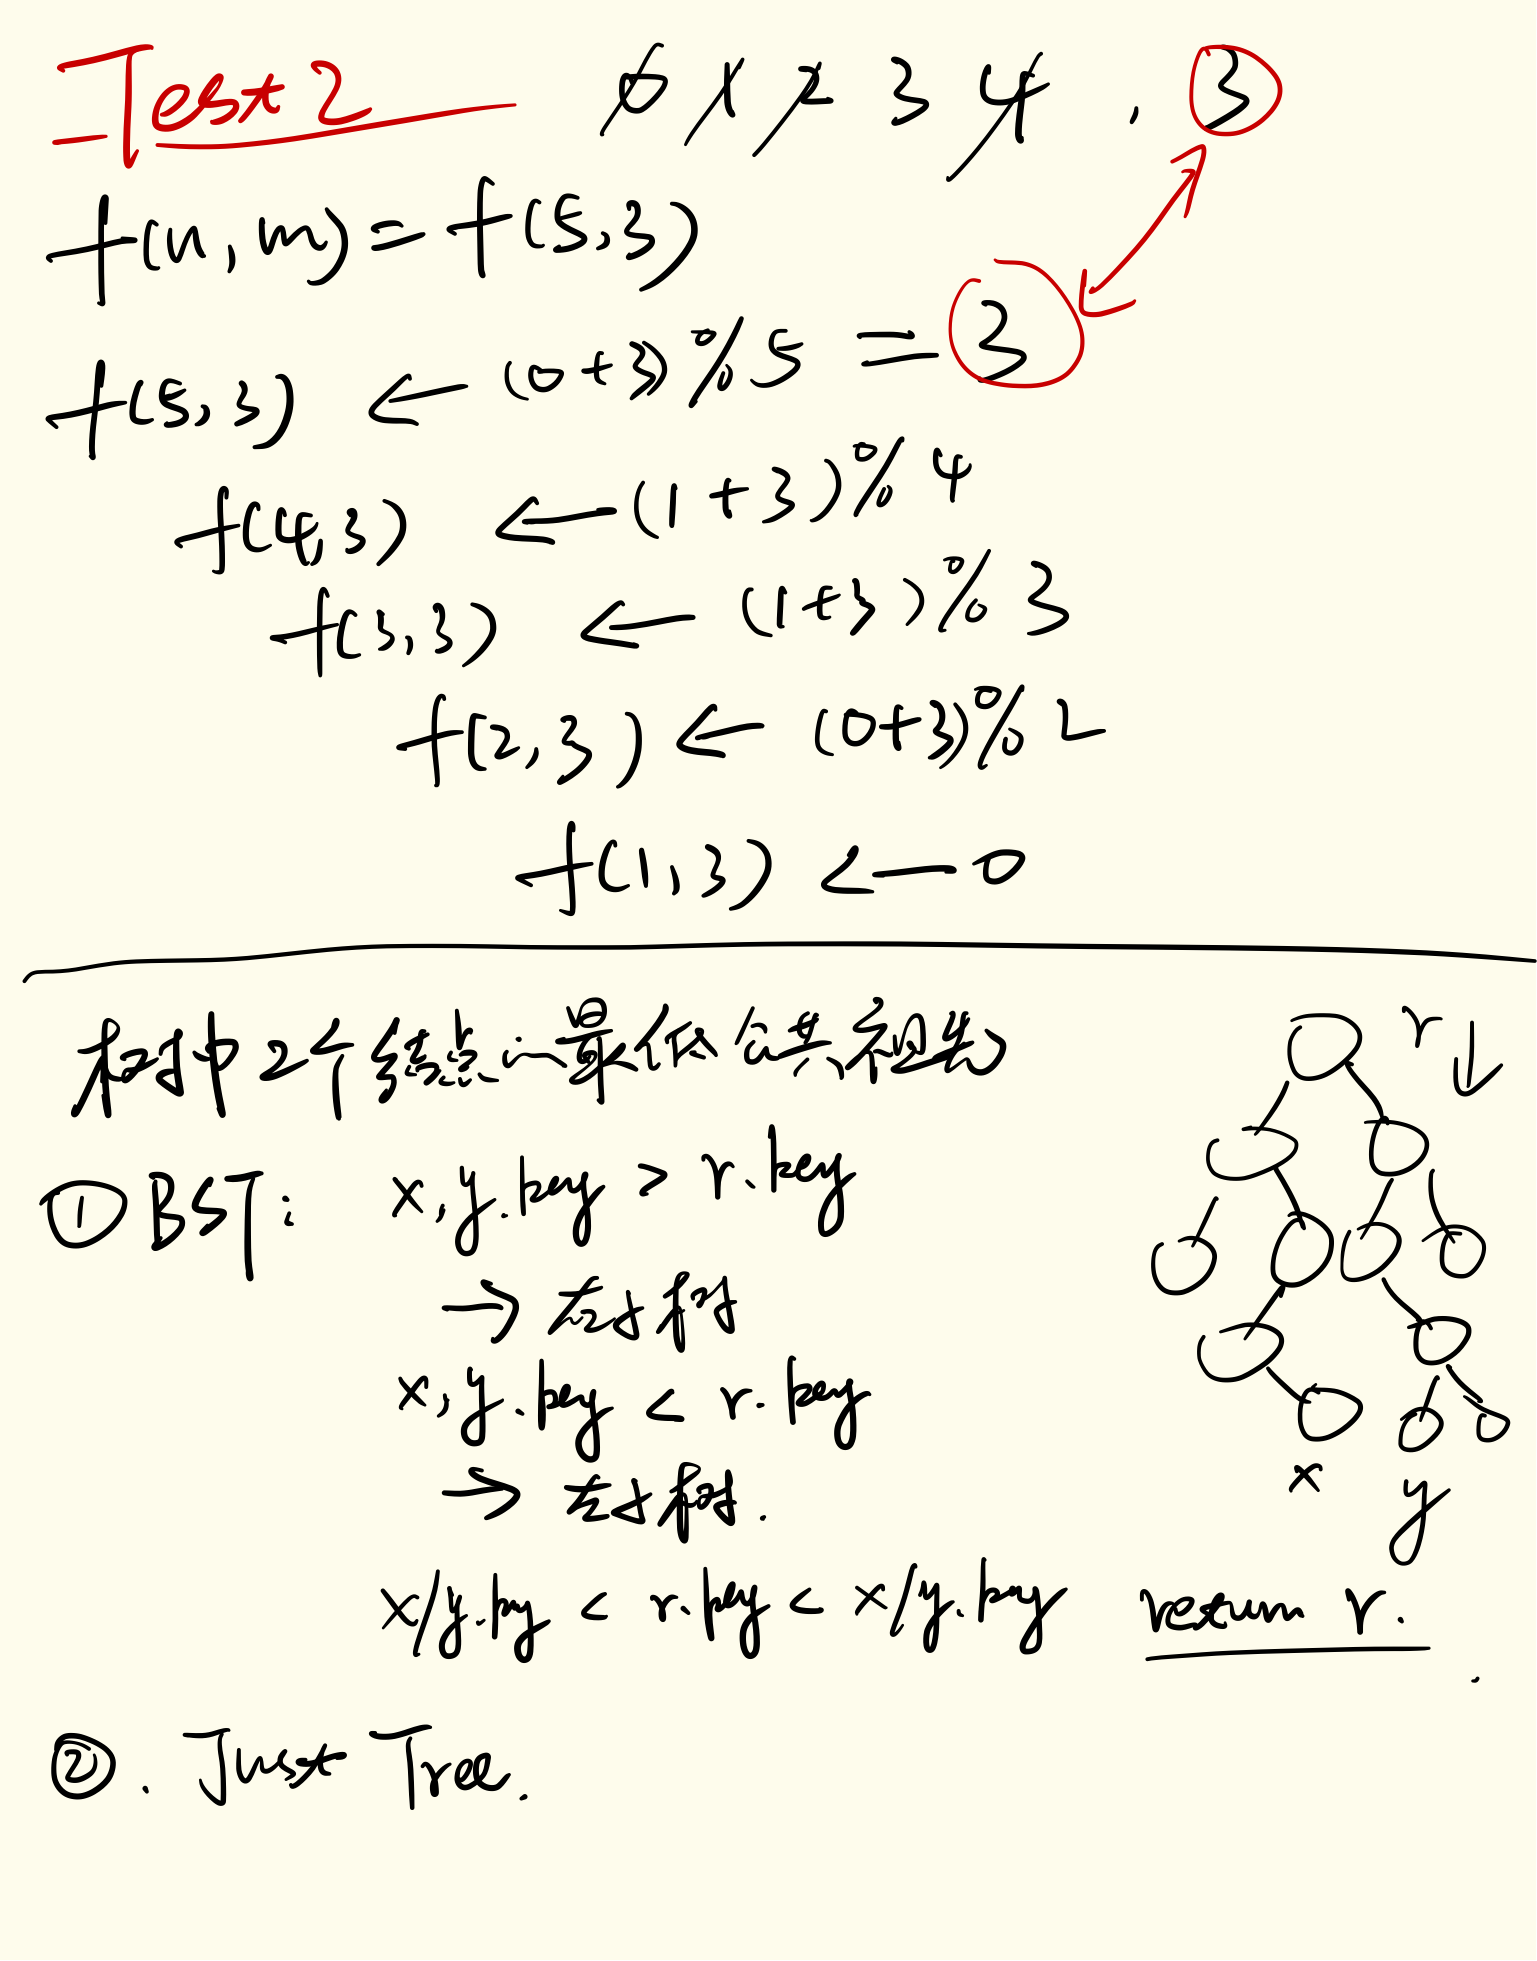 Test 2 0 1 2 3 4 . 3
f(n, m) = f(5, 3)
f(5, 3) ← (0+3)%5 = 3
f(4, 3) ← (1+3)%4
f(3, 3) ← (1+3)%3
f(2, 3) ← (0+3)%2
f(1, 3) ← 0
树中2个结点的最低公共祖先
r
① BST: x, y.key > r.key
→ 左子树
x, y.key < r.key
→ 左子树.
x
y
x/y.key < r.key < x/y.key return r.
②. Just Tree.